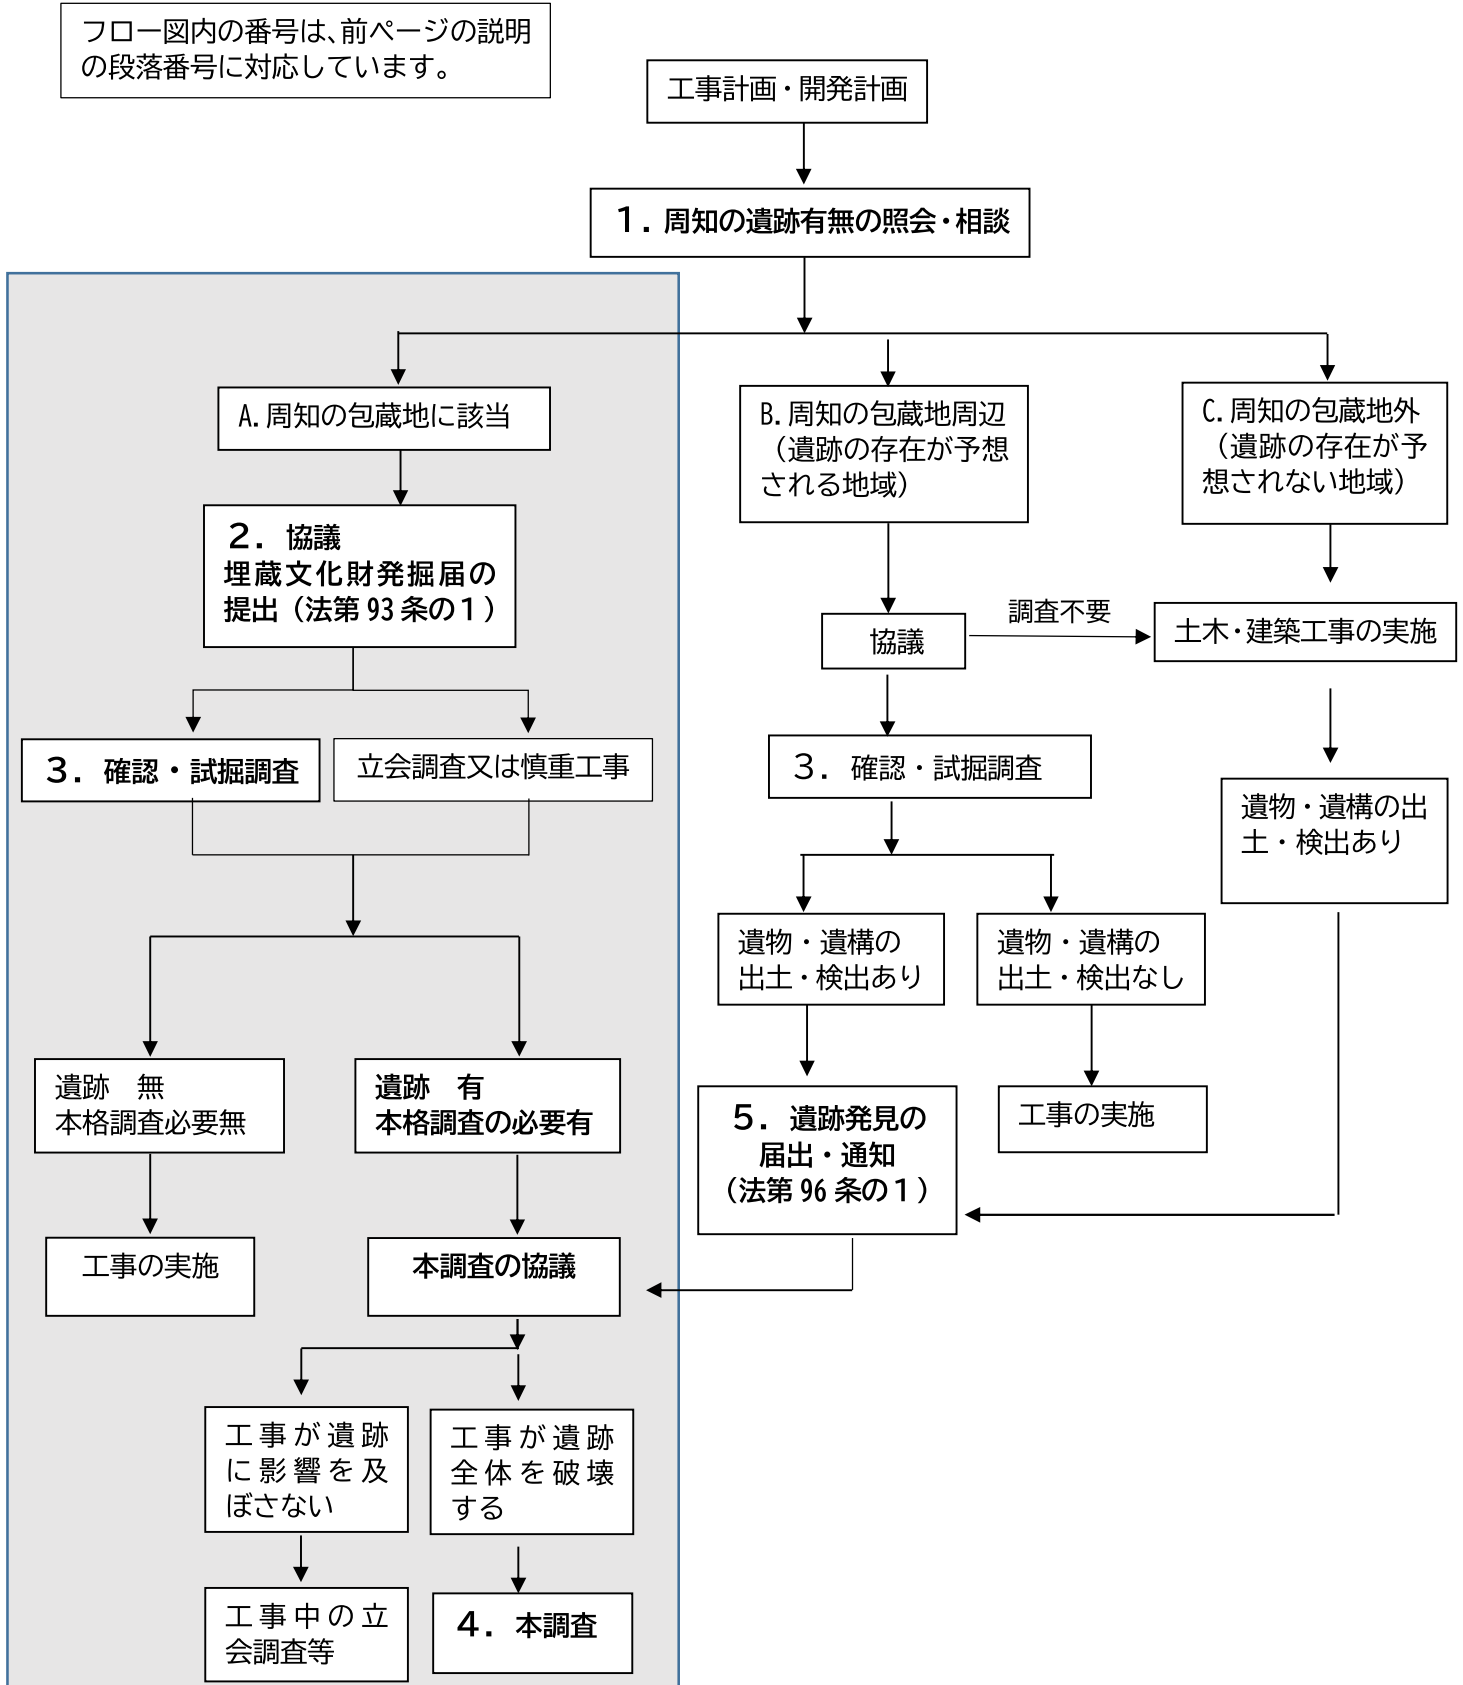 フロー図内の番号は、前ページの説明
の段落番号に対応しています。
工事計画・開発計画
１．周知の遺跡有無の照会・相談
A.周知の包蔵地に該当
B.周知の包蔵地周辺
（遺跡の存在が予想
される地域）
C.周知の包蔵地外
（遺跡の存在が予
想されない地域）
２．協議
埋蔵文化財発掘届の
提出（法第93条の１）
協議
調査不要
土木・建築工事の実施
３．確認・試掘調査
立会調査又は慎重工事
３．確認・試掘調査
遺物・遺構の出
土・検出あり
遺物・遺構の
出土・検出あり
遺物・遺構の
出土・検出なし
遺跡　無
本格調査必要無
遺跡　有
本格調査の必要有
５．遺跡発見の
届出・通知
（法第96条の１）
工事の実施
工事の実施
本調査の協議
工事が遺跡
に影響を及
ぼさない
工事が遺跡
全体を破壊
する
工事中の立
会調査等
４．本調査